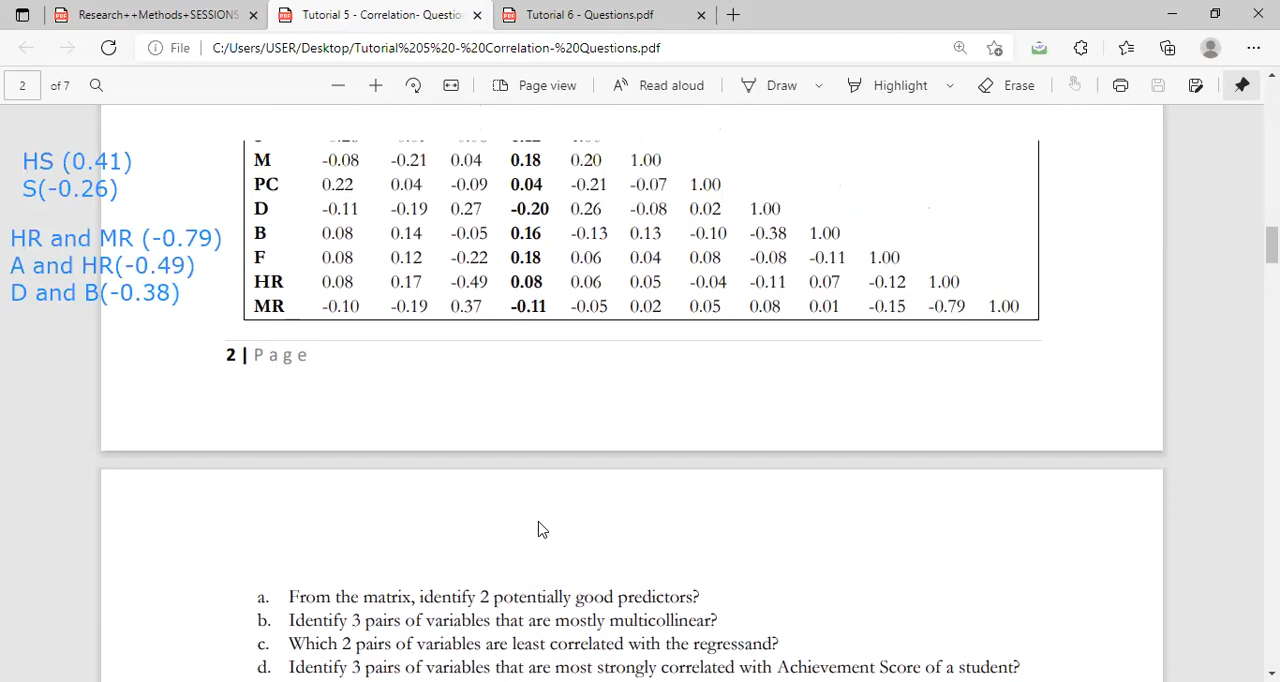 Research++Methods+SESSIONS
Tutorial 5 - Correlation- Questio
Tutorial 6 - Questions.pdf
File
C:/Users/USER/Desktop/Tutorial%205%20-%20Correlation-%20Questions.pdf
2 of 7
Page view
Read aloud
Draw
Highlight
Erase
HS (0.41)
S(-0.26)
HR and MR (-0.79)
A and HR(-0.49)
D and B(-0.38)
M -0.08 -0.21 0.04 0.18 0.20 1.00
PC 0.22 0.04 -0.09 0.04 -0.21 -0.07 1.00
D -0.11 -0.19 0.27 -0.20 0.26 -0.08 0.02 1.00
B 0.08 0.14 -0.05 0.16 -0.13 0.13 -0.10 -0.38 1.00
F 0.08 0.12 -0.22 0.18 0.06 0.04 0.08 -0.08 -0.11 1.00
HR 0.08 0.17 -0.49 0.08 0.06 0.05 -0.04 -0.11 0.07 -0.12 1.00
MR -0.10 -0.19 0.37 -0.11 -0.05 0.02 0.05 0.08 0.01 -0.15 -0.79 1.00
2 | Page
a. From the matrix, identify 2 potentially good predictors?
b. Identify 3 pairs of variables that are mostly multicollinear?
c. Which 2 pairs of variables are least correlated with the regressand?
d. Identify 3 pairs of variables that are most strongly correlated with Achievement Score of a student?